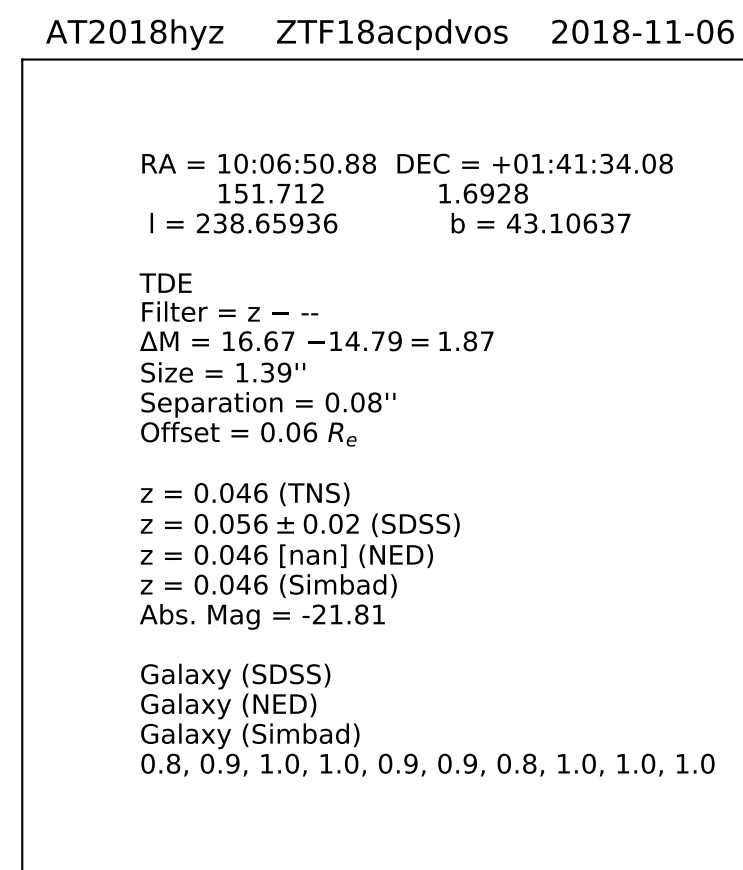 AT2018hyz ZTF18acpdvos 2018-11-06
RA = 10:06:50.88 DEC = +01:41:34.08
151.712 1.6928
l = 238.65936 b = 43.10637
TDE
Filter = z − --
ΔM = 16.67 −14.79 = 1.87
Size = 1.39''
Separation = 0.08''
Offset = 0.06 Rₑ
z = 0.046 (TNS)
z = 0.056 ± 0.02 (SDSS)
z = 0.046 [nan] (NED)
z = 0.046 (Simbad)
Abs. Mag = -21.81
Galaxy (SDSS)
Galaxy (NED)
Galaxy (Simbad)
0.8, 0.9, 1.0, 1.0, 0.9, 0.9, 0.8, 1.0, 1.0, 1.0